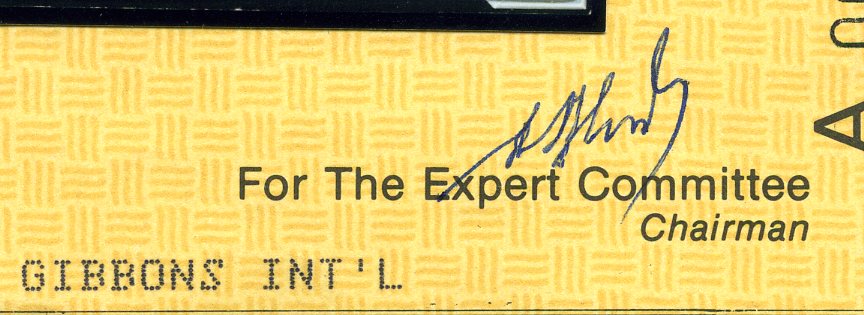 For The Expert Committee
Chairman
GIBBONS INT'L
A